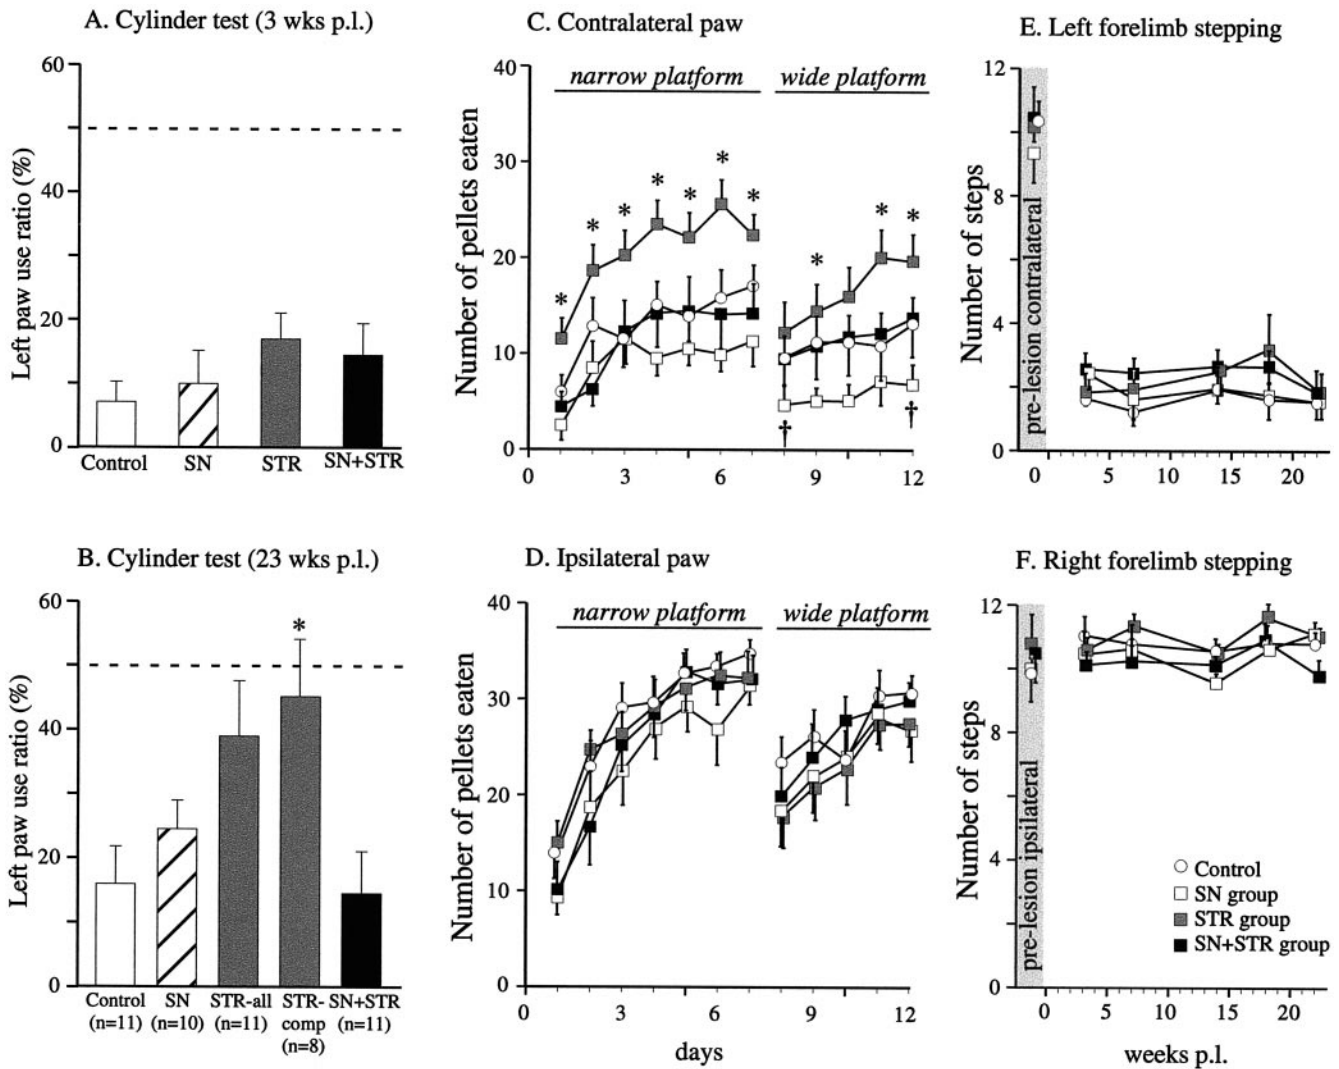 A. Cylinder test (3 wks p.l.)
60
40
20
0
Left paw use ratio (%)
Control SN STR SN+STR
B. Cylinder test (23 wks p.l.)
60
40
20
0
Left paw use ratio (%)
*
Control SN STR-all STR- SN+STR
(n=11) (n=10) (n=11) comp (n=11)
(n=8)
C. Contralateral paw
narrow platform wide platform
40
30
20
10
0
Number of pellets eaten
* * * * * * * * * *
† †
0 3 6 9 12
D. Ipsilateral paw
narrow platform wide platform
40
30
20
10
0
Number of pellets eaten
0 3 6 9 12
days
E. Left forelimb stepping
12
8
4
0
Number of steps
pre-lesion contralateral
0 5 10 15 20
F. Right forelimb stepping
12
8
4
0
Number of steps
pre-lesion ipsilateral
Control
SN group
STR group
SN+STR group
0 5 10 15 20
weeks p.l.